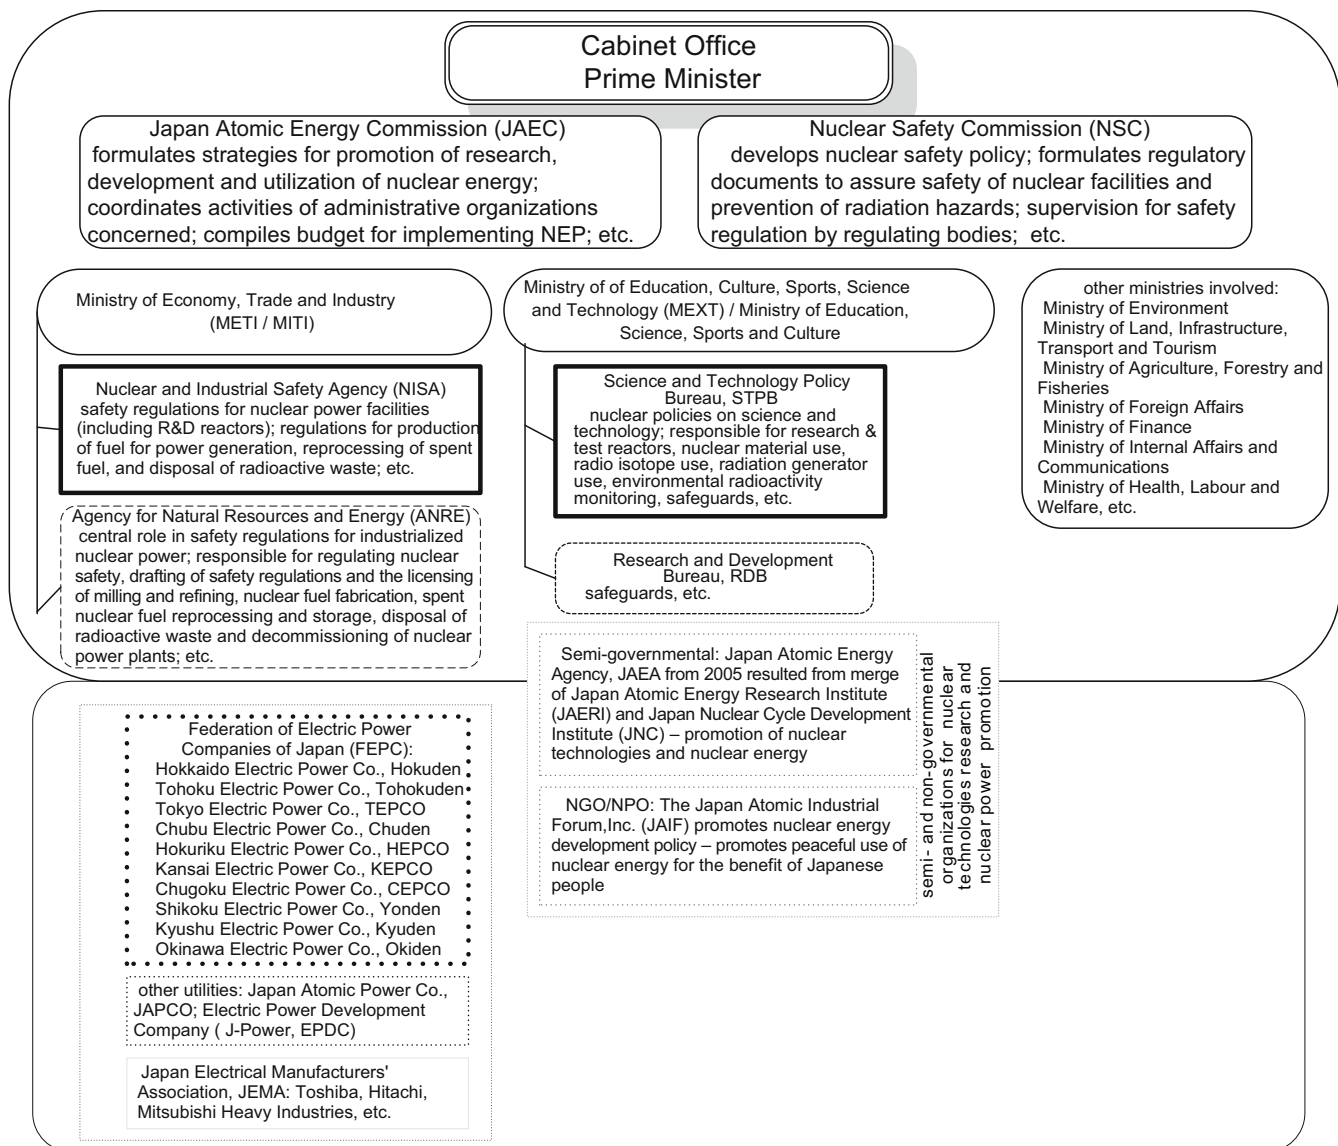 Cabinet Office
Prime Minister
Japan Atomic Energy Commission (JAEC)
formulates strategies for promotion of research,
development and utilization of nuclear energy;
coordinates activities of administrative organizations
concerned; compiles budget for implementing NEP; etc.
Nuclear Safety Commission (NSC)
develops nuclear safety policy; formulates regulatory
documents to assure safety of nuclear facilities and
prevention of radiation hazards; supervision for safety
regulation by regulating bodies; etc.
Ministry of Economy, Trade and Industry
(METI / MITI)
Nuclear and Industrial Safety Agency (NISA)
safety regulations for nuclear power facilities
(including R&D reactors); regulations for production
of fuel for power generation, reprocessing of spent
fuel, and disposal of radioactive waste; etc.
Agency for Natural Resources and Energy (ANRE)
central role in safety regulations for industrialized
nuclear power; responsible for regulating nuclear
safety, drafting of safety regulations and the licensing
of milling and refining, nuclear fuel fabrication, spent
nuclear fuel reprocessing and storage, disposal of
radioactive waste and decommissioning of nuclear
power plants; etc.
Ministry of of Education, Culture, Sports, Science
and Technology (MEXT) / Ministry of Education,
Science, Sports and Culture
Science and Technology Policy
Bureau, STPB
nuclear policies on science and
technology; responsible for research &
test reactors, nuclear material use,
radio isotope use, radiation generator
use, environmental radioactivity
monitoring, safeguards, etc.
Research and Development
Bureau, RDB
safeguards, etc.
other ministries involved:
Ministry of Environment
Ministry of Land, Infrastructure,
Transport and Tourism
Ministry of Agriculture, Forestry and
Fisheries
Ministry of Foreign Affairs
Ministry of Finance
Ministry of Internal Affairs and
Communications
Ministry of Health, Labour and
Welfare, etc.
Semi-governmental: Japan Atomic Energy
Agency, JAEA from 2005 resulted from merge
of Japan Atomic Energy Research Institute
(JAERI) and Japan Nuclear Cycle Development
Institute (JNC) – promotion of nuclear
technologies and nuclear energy
NGO/NPO: The Japan Atomic Industrial
Forum,Inc. (JAIF) promotes nuclear energy
development policy – promotes peaceful use of
nuclear energy for the benefit of Japanese
people
semi- and non-governmental
organizations for nuclear
technologies research and
nuclear power promotion
Federation of Electric Power
Companies of Japan (FEPC):
Hokkaido Electric Power Co., Hokuden
Tohoku Electric Power Co., Tohokuden
Tokyo Electric Power Co., TEPCO
Chubu Electric Power Co., Chuden
Hokuriku Electric Power Co., HEPCO
Kansai Electric Power Co., KEPCO
Chugoku Electric Power Co., CEPCO
Shikoku Electric Power Co., Yonden
Kyushu Electric Power Co., Kyuden
Okinawa Electric Power Co., Okiden
other utilities: Japan Atomic Power Co.,
JAPCO; Electric Power Development
Company ( J-Power, EPDC)
Japan Electrical Manufacturers'
Association, JEMA: Toshiba, Hitachi,
Mitsubishi Heavy Industries, etc.